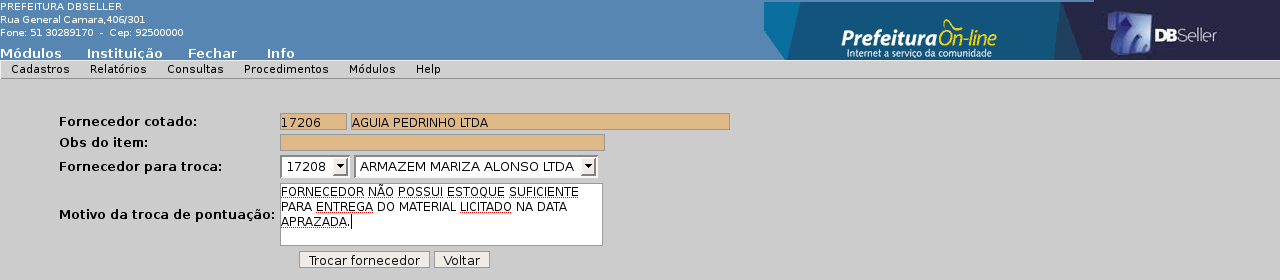 PREFEITURA DBSELLER
Rua General Camara,406/301
Fone: 51 30289170 - Cep: 92500000
Prefeitura On-line
Internet a serviço da comunidade
DBSeller
Módulos Instituição Fechar Info
Cadastros Relatórios Consultas Procedimentos Módulos Help
Fornecedor cotado: 17206 AGUIA PEDRINHO LTDA
Obs do item:
Fornecedor para troca: 17208 ARMAZEM MARIZA ALONSO LTDA
Motivo da troca de pontuação:
FORNECEDOR NÃO POSSUI ESTOQUE SUFICIENTE
PARA ENTREGA DO MATERIAL LICITADO NA DATA
APRAZADA.
Trocar fornecedor Voltar